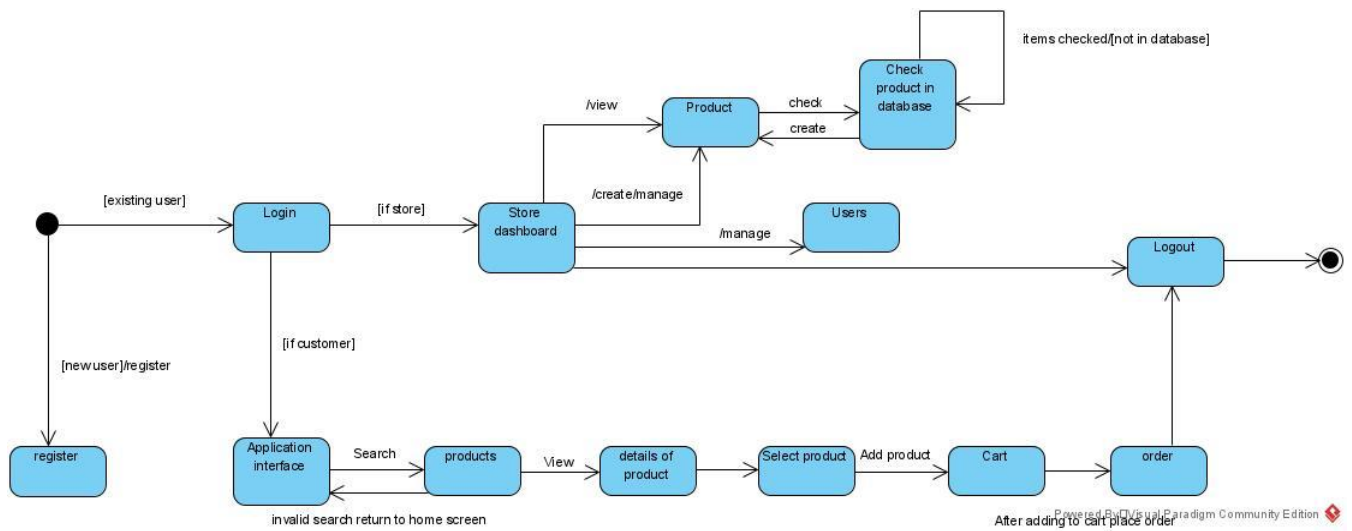 items checked/[not in database]
Check
product in
database
/view
Product
check
create
/create/manage
[existing user]
Login
[if store]
Store
dashboard
Users
/manage
Logout
[if customer]
[new user]/register
register
Application
interface
Search
products
View
details of
product
Select product
Add product
Cart
order
invalid search return to home screen
After adding to cart place order
Powered By Visual Paradigm Community Edition